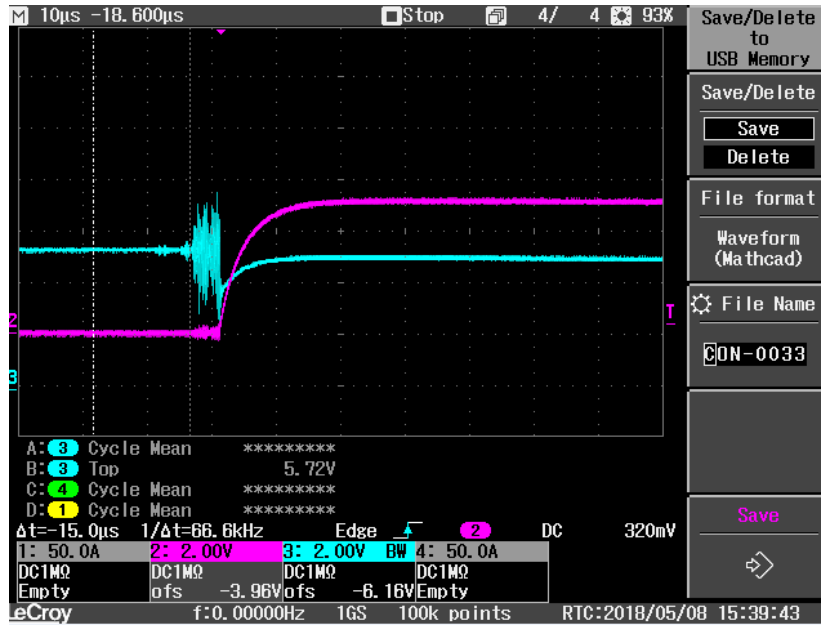 M 10µs -18.600µs Stop 4/ 4 93%
Save/Delete
to
USB Memory
Save/Delete
Save
Delete
File format
Waveform
(Mathcad)
File Name
CON-0033
T
2
3
A: 3 Cycle Mean *********
B: 3 Top 5.72V
C: 4 Cycle Mean *********
D: 1 Cycle Mean *********
Δt=-15.0µs 1/Δt=66.6kHz Edge 2 DC 320mV
Save
1: 50.0A 2: 2.00V 3: 2.00V BW 4: 50.0A
DC1MΩ DC1MΩ DC1MΩ DC1MΩ
Empty ofs -3.96V ofs -6.16V Empty
LeCroy f:0.00000Hz 1GS 100k points RTC:2018/05/08 15:39:43